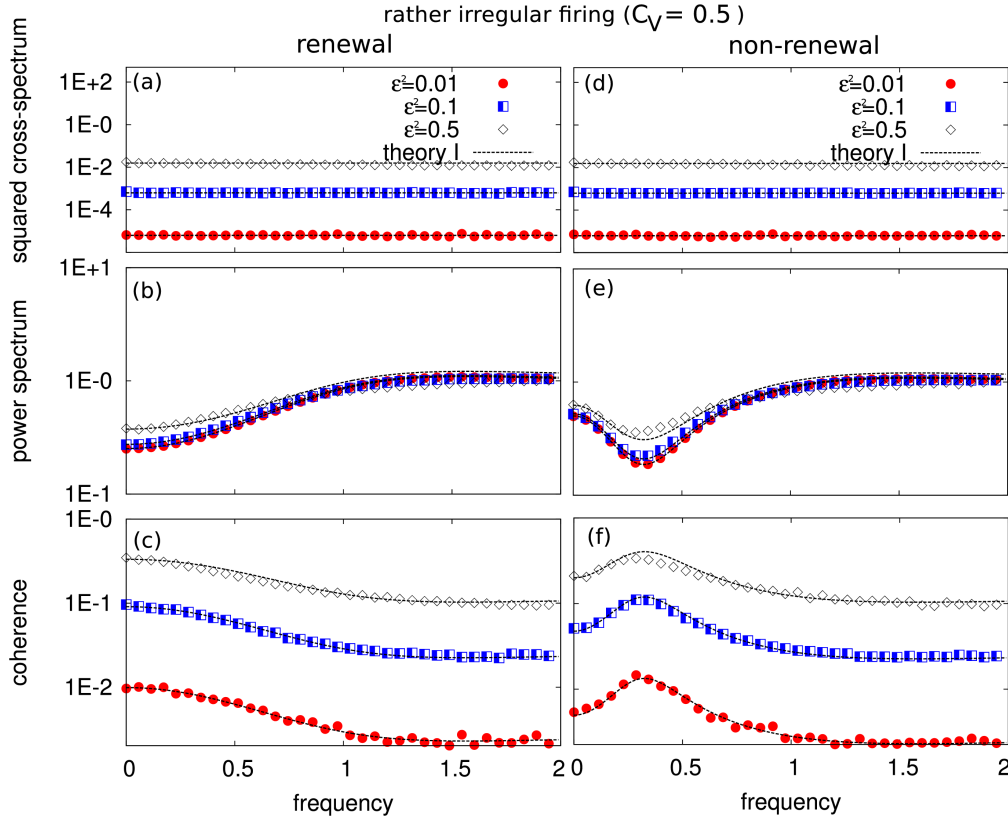 rather irregular firing (C_V = 0.5 )
renewal
non-renewal
squared cross-spectrum
1E+2
1E-0
1E-2
1E-4
(a)
ε²=0.01
ε²=0.1
ε²=0.5
theory I
(d)
ε²=0.01
ε²=0.1
ε²=0.5
theory I
power spectrum
1E+1
1E-0
1E-1
(b)
(e)
coherence
1E-0
1E-1
1E-2
(c)
(f)
0
0.5
1
1.5
2
0
0.5
1
1.5
2
frequency
frequency